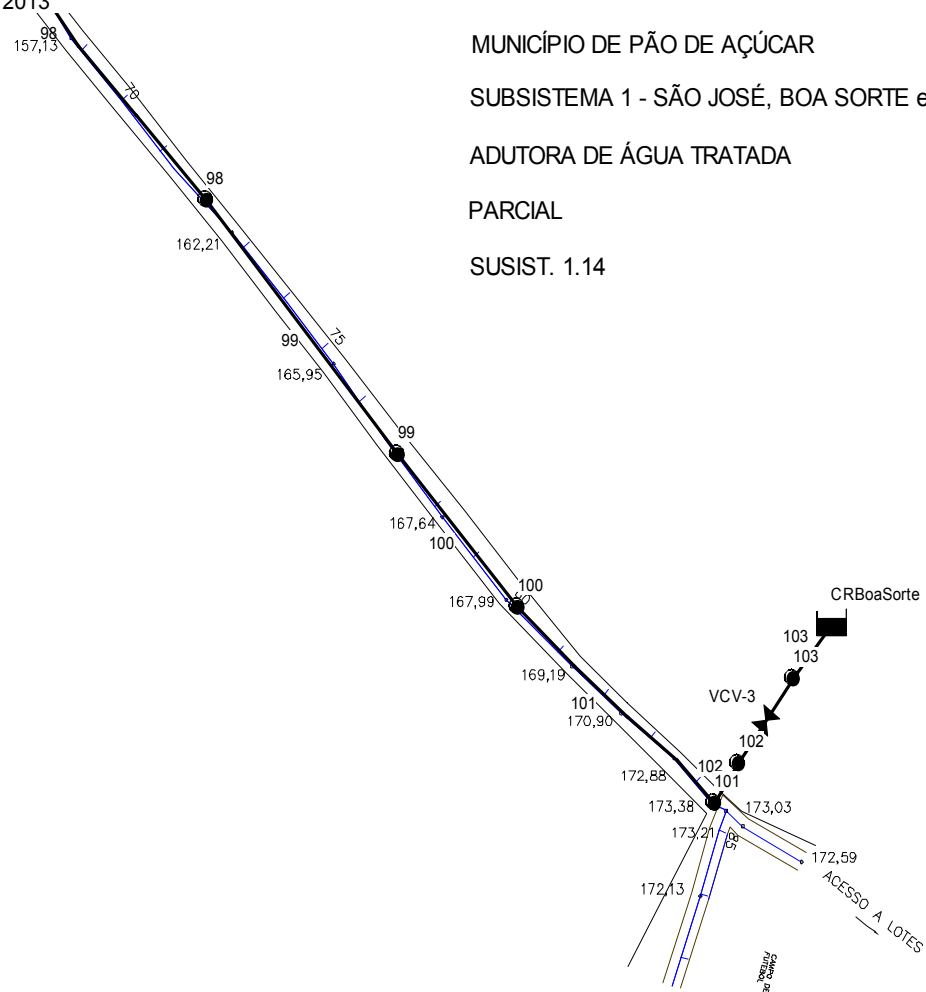 2013
MUNICÍPIO DE PÃO DE AÇÚCAR
SUBSISTEMA 1 - SÃO JOSÉ, BOA SORTE e
ADUTORA DE ÁGUA TRATADA
PARCIAL
SUSIST. 1.14
98
157,13
70
98
162,21
99
75
165,95
99
167,64
100
100
167,99
169,19
101
170,90
CRBoaSorte
103
103
VCV-3
102
102
101
172,88
173,38
173,03
173,21
85
172,59
172,13
ACESSO A LOTES
CAMPO DE
FUTEBOL